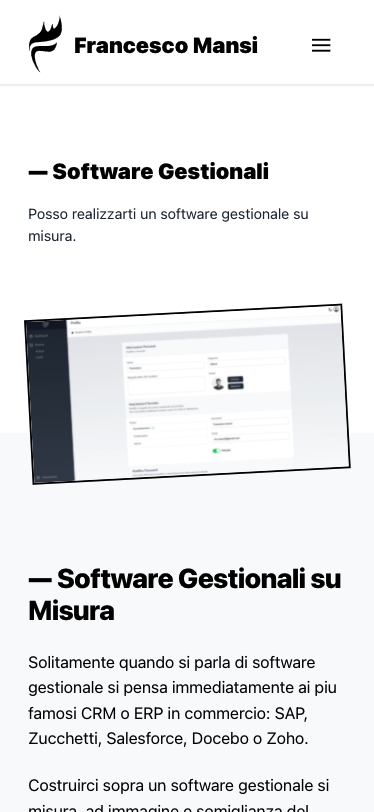 Francesco Mansi
— Software Gestionali
Posso realizzarti un software gestionale su
misura.
— Software Gestionali su
Misura
Solitamente quando si parla di software
gestionale si pensa immediatamente ai piu
famosi CRM o ERP in commercio: SAP,
Zucchetti, Salesforce, Docebo o Zoho.
Costruirci sopra un software gestionale si
misura, ad immagine e somiglianza del